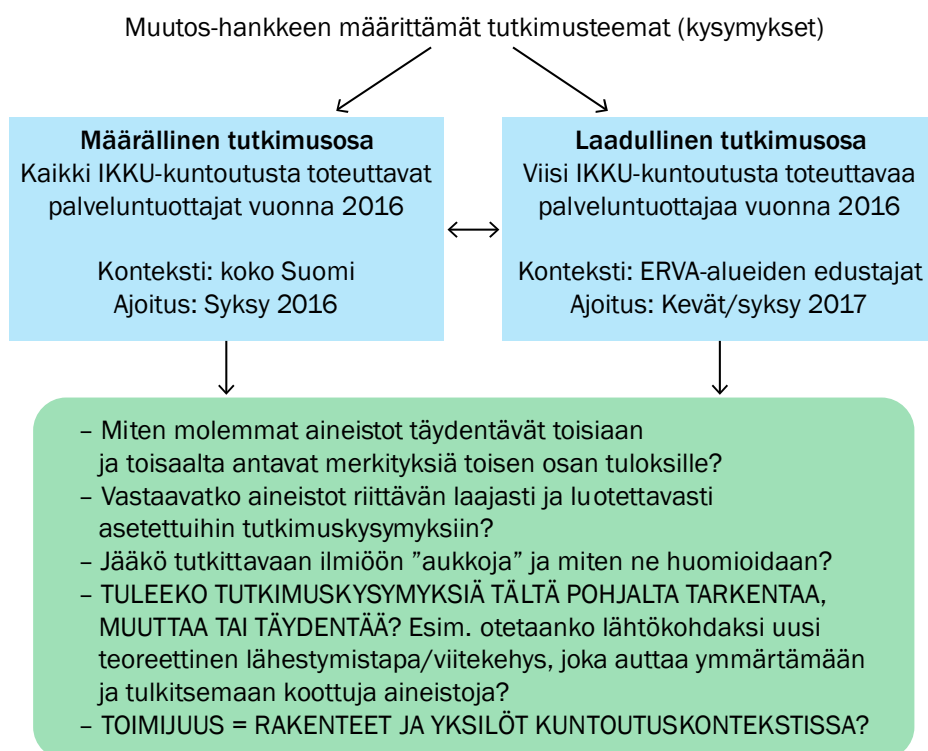 Muutos-hankkeen määrittämät tutkimusteemat (kysymykset)
Määrällinen tutkimusosa
Kaikki IKKU-kuntoutusta toteuttavat
palveluntuottajat vuonna 2016
Konteksti: koko Suomi
Ajoitus: Syksy 2016
Laadullinen tutkimusosa
Viisi IKKU-kuntoutusta toteuttavaa
palveluntuottajaa vuonna 2016
Konteksti: ERVA-alueiden edustajat
Ajoitus: Kevät/syksy 2017
– Miten molemmat aineistot täydentävät toisiaan
ja toisaalta antavat merkityksiä toisen osan tuloksille?
– Vastaavatko aineistot riittävän laajasti ja luotettavasti
asetettuihin tutkimuskysymyksiin?
– Jääkö tutkittavaan ilmiöön ”aukkoja” ja miten ne huomioidaan?
– TULEEKO TUTKIMUSKYSYMYKSIÄ TÄLTÄ POHJALTA TARKENTAA,
MUUTTAA TAI TÄYDENTÄÄ? Esim. otetaanko lähtökohdaksi uusi
teoreettinen lähestymistapa/viitekehys, joka auttaa ymmärtämään
ja tulkitsemaan koottuja aineistoja?
– TOIMIJUUS = RAKENTEET JA YKSILÖT KUNTOUTUSKONTEKSTISSA?